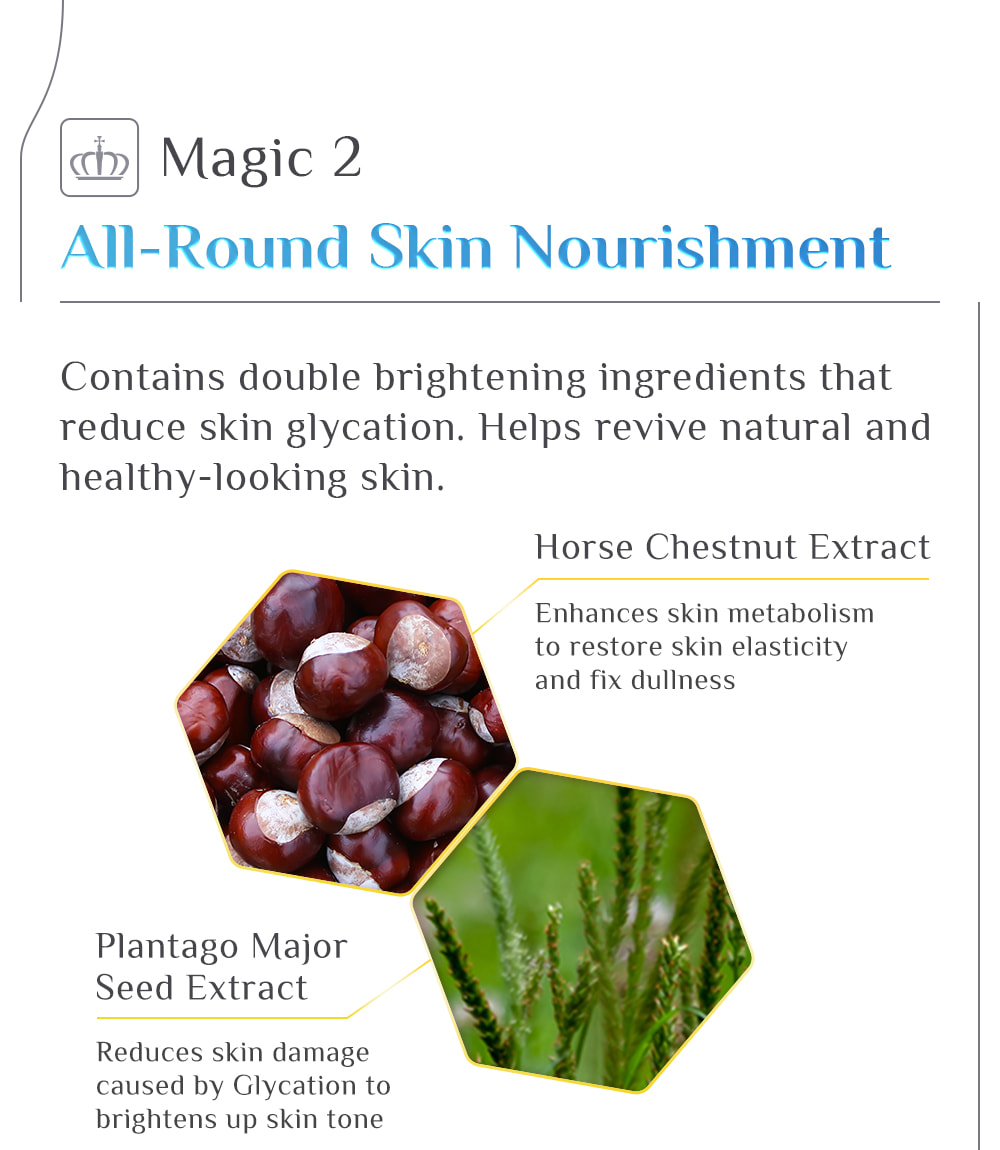 Magic 2
All-Round Skin Nourishment
Contains double brightening ingredients that
reduce skin glycation. Helps revive natural and
healthy-looking skin.
Horse Chestnut Extract
Enhances skin metabolism
to restore skin elasticity
and fix dullness
Plantago Major
Seed Extract
Reduces skin damage
caused by Glycation to
brightens up skin tone